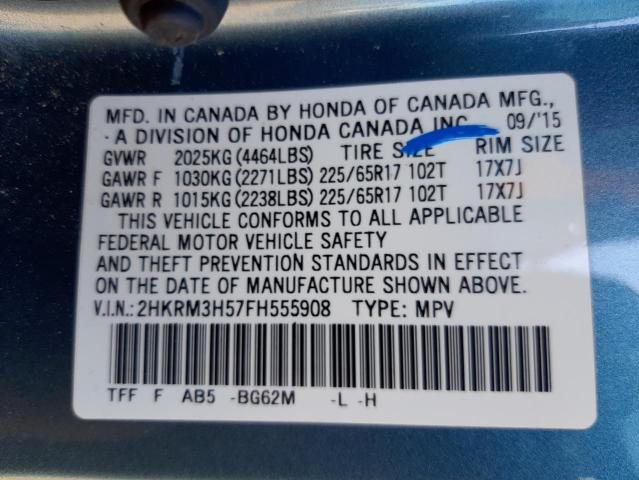 MFD. IN CANADA BY HONDA OF CANADA MFG.,
A DIVISION OF HONDA CANADA INC. 09/'15
GVWR 2025KG (4464LBS) TIRE SIZE RIM SIZE
GAWR F 1030KG (2271LBS) 225/65R17 102T 17X7J
GAWR R 1015KG (2238LBS) 225/65R17 102T 17X7J
THIS VEHICLE CONFORMS TO ALL APPLICABLE
FEDERAL MOTOR VEHICLE SAFETY
AND THEFT PREVENTION STANDARDS IN EFFECT
ON THE DATE OF MANUFACTURE SHOWN ABOVE.
V.I.N.: 2HKRM3H57FH555908 TYPE: MPV
TFF F AB5 -BG62M -L -H